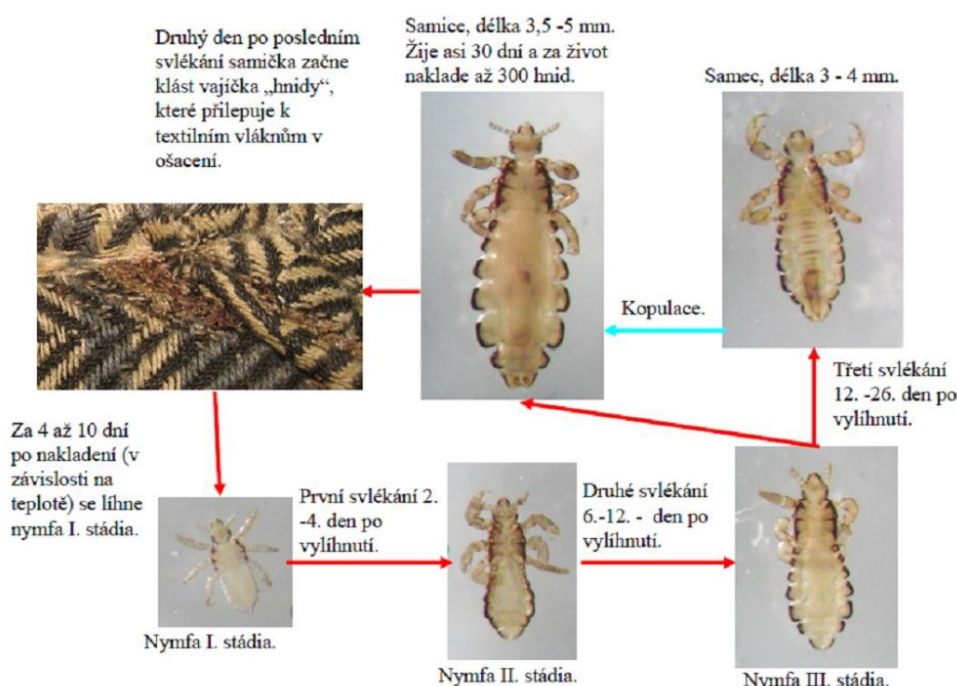 Druhý den po posledním
svlékání samička začne
klást vajíčka „hnidy“,
které přilepuje k
textilním vláknům v
ošacení.
Samice, délka 3,5 -5 mm.
Žije asi 30 dní a za život
naklade až 300 hnid.
Samec, délka 3 - 4 mm.
Kopulace.
Třetí svlékání
12. -26. den po
vylíhnutí.
Za 4 až 10 dní
po nakladení (v
závislosti na
teplotě) se líhne
nymfa I. stádia.
První svlékání 2.
-4. den po
vylíhnutí.
Druhé svlékání
6.-12. - den po
vylíhnutí.
Nymfa I. stádia.
Nymfa II. stádia.
Nymfa III. stádia.